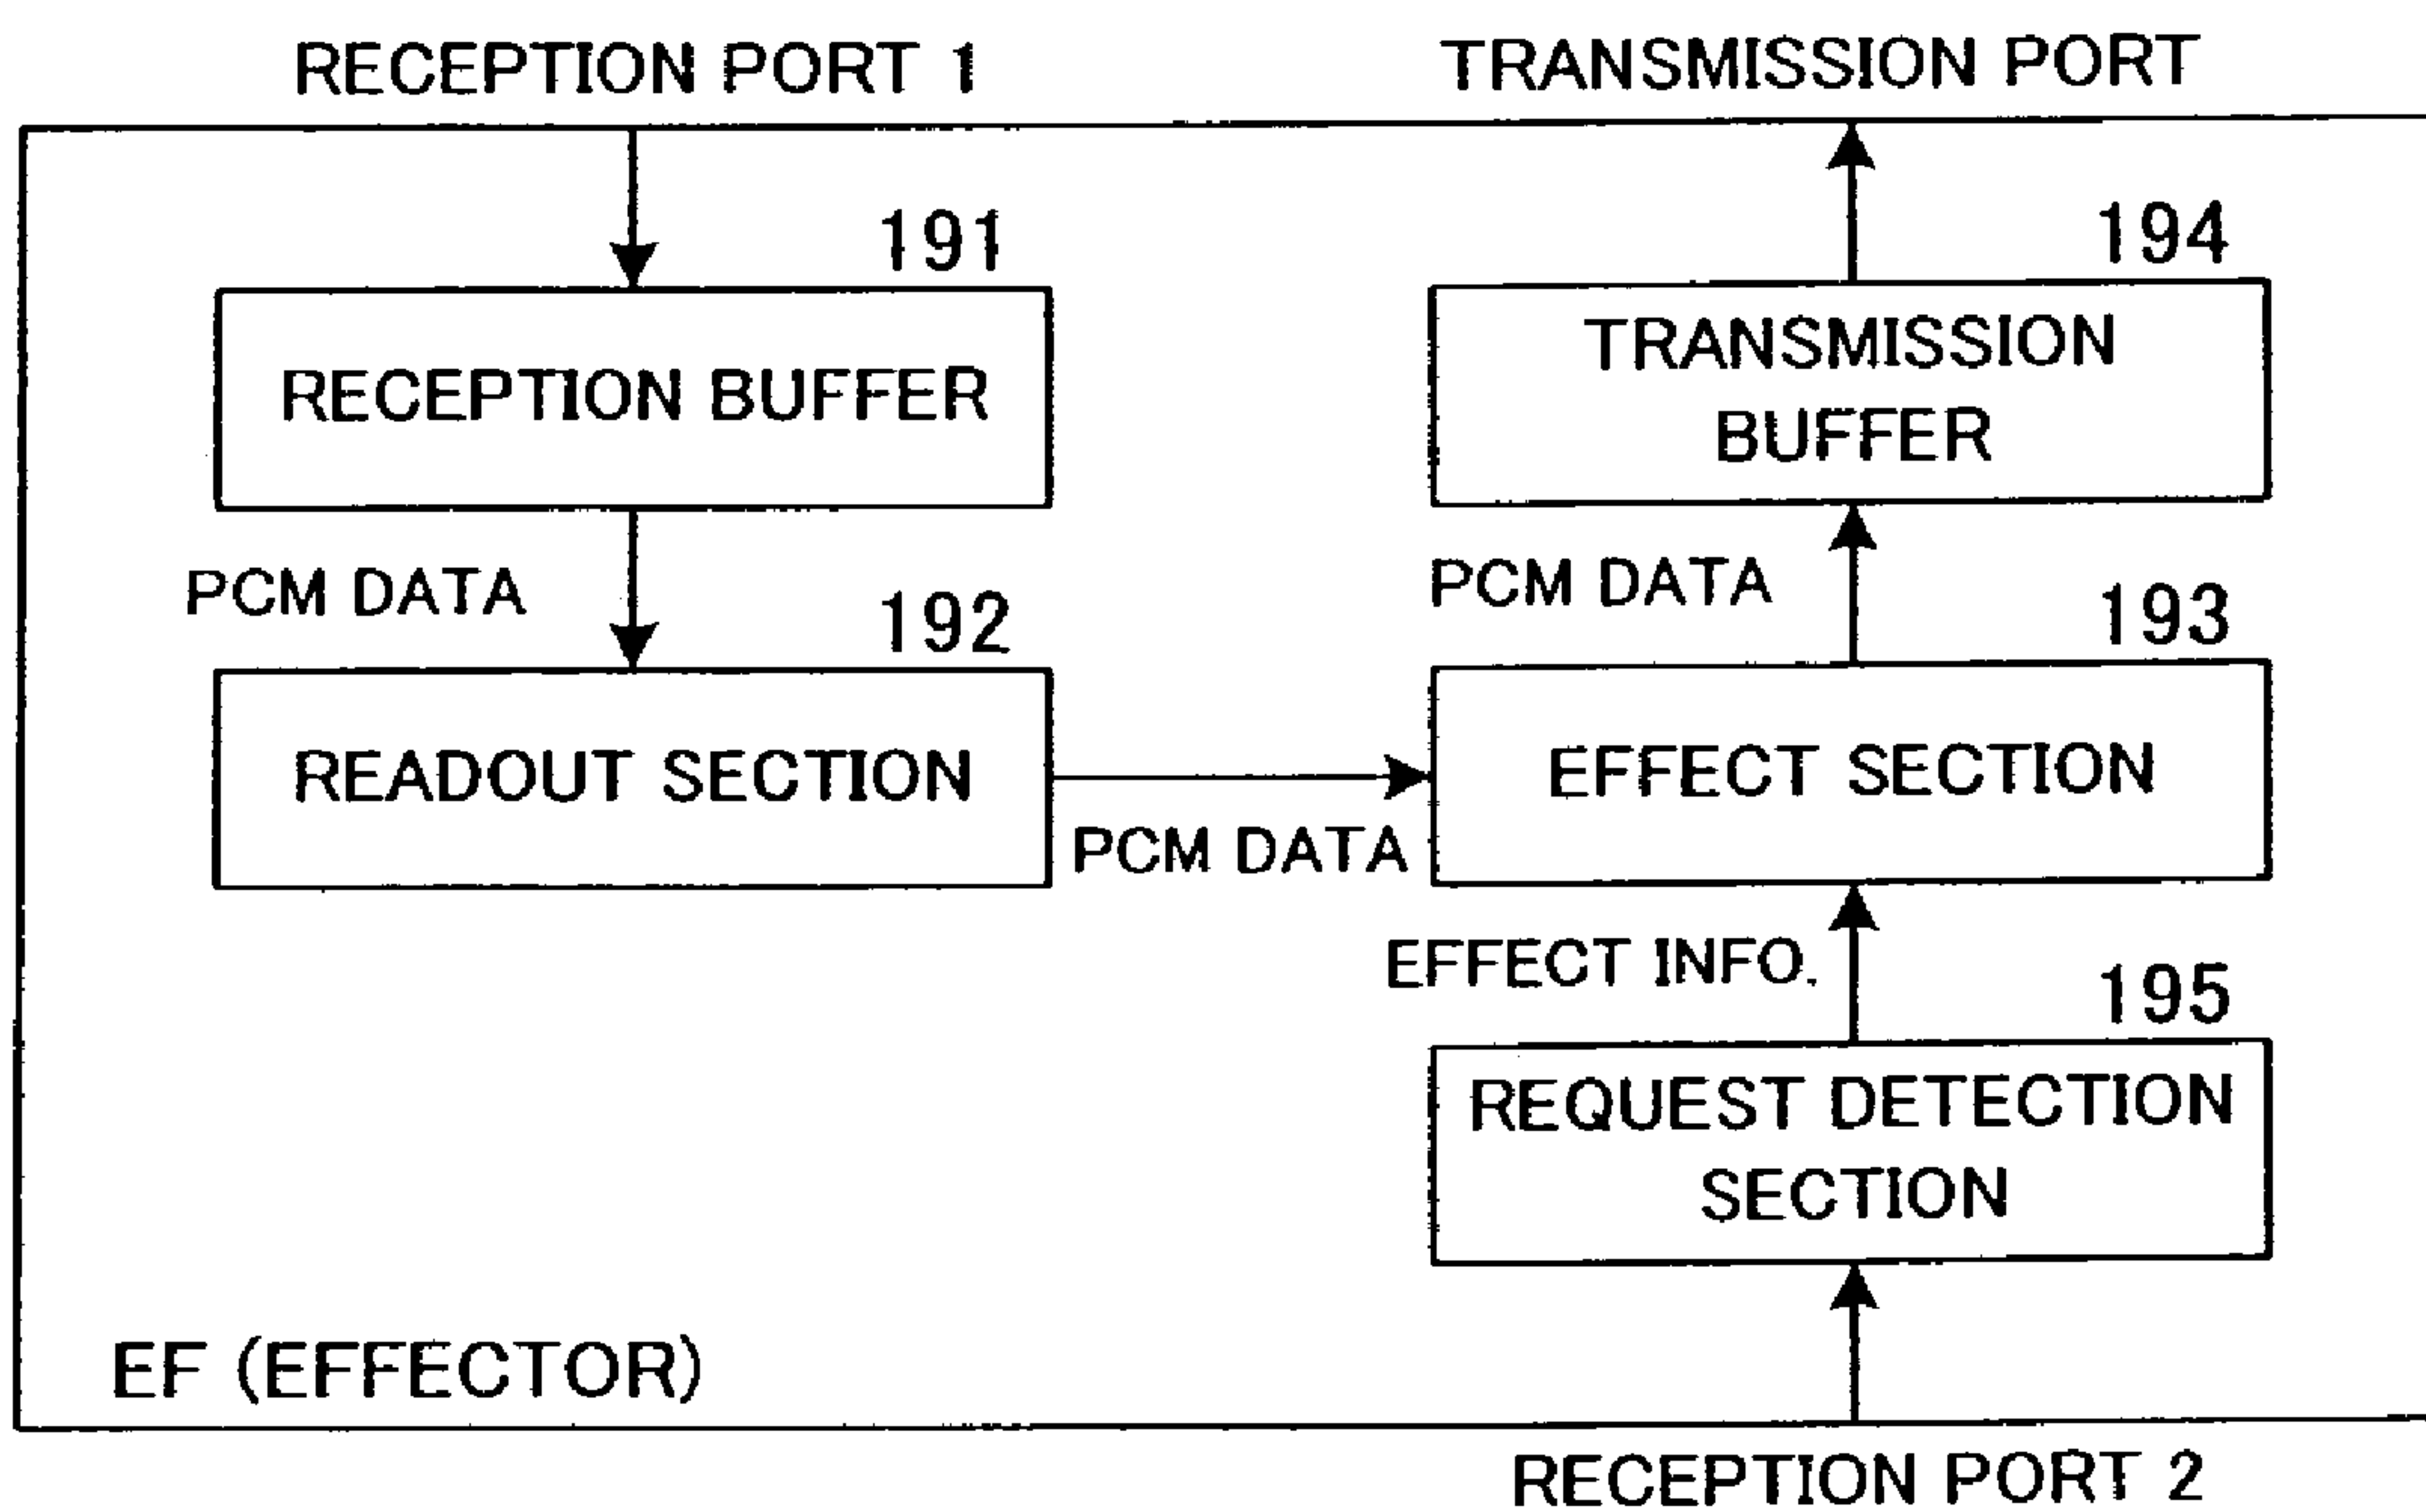 RECEPTION PORT 1
TRANSMISSION PORT
191
RECEPTION BUFFER
194
TRANSMISSION
BUFFER
PCM DATA
PCM DATA
192
READOUT SECTION
193
EFFECT SECTION
PCM DATA
EFFECT INFO.
195
REQUEST DETECTION
SECTION
EF (EFFECTOR)
RECEPTION PORT 2